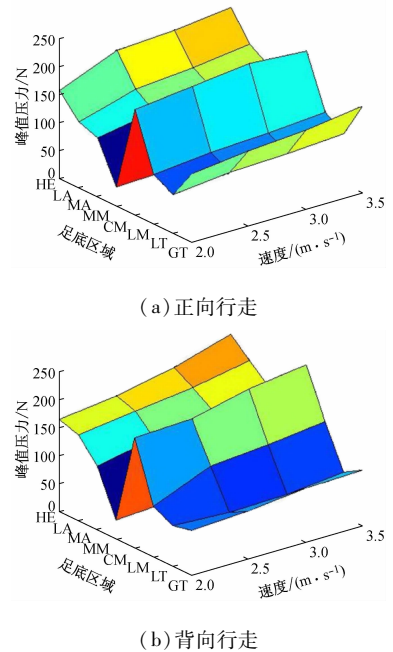 250
200
150
100
50
0
峰值压力/N
HE
LA
MA
MM
CM
LM
LT
GT
足底区域
2.0
2.5
3.0
3.5
速度/(m·s⁻¹)
(a)正向行走
250
200
150
100
50
0
峰值压力/N
HE
LA
MA
MM
CM
LM
LT
GT
足底区域
2.0
2.5
3.0
3.5
速度/(m·s⁻¹)
(b)背向行走